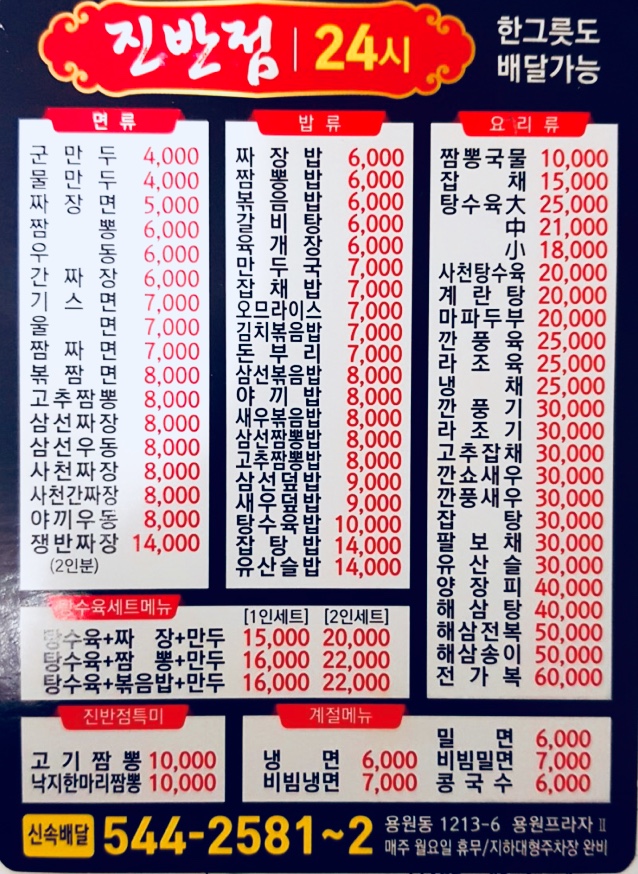 진반점 24시
한그릇도
배달가능
면류
군만두 4,000
물만두 4,000
짜장면 5,000
짬뽕 6,000
우동 6,000
간짜장 6,000
기스면 7,000
울면 7,000
짬짜면 7,000
볶짬면 8,000
고추짬뽕 8,000
삼선짜장 8,000
삼선우동 8,000
사천짜장 8,000
사천간짜장 8,000
야끼우동 8,000
쟁반짜장 14,000
(2인분)
밥류
짜장밥 6,000
짬뽕밥 6,000
볶음밥 6,000
갈비탕 6,000
육개장 6,000
만두국 7,000
잡채밥 7,000
오므라이스 7,000
김치볶음밥 7,000
돈부리 7,000
삼선볶음밥 8,000
야끼밥 8,000
새우볶음밥 8,000
삼선짬뽕밥 8,000
고추짬뽕밥 8,000
삼선덮밥 9,000
새우덮밥 9,000
탕수육밥 10,000
잡탕밥 14,000
유산슬밥 14,000
요리류
짬뽕국물 10,000
잡채 15,000
탕수육大 25,000
中 21,000
小 18,000
사천탕수육 20,000
계란탕 20,000
마파두부 20,000
깐풍육 25,000
라조육 25,000
냉채 25,000
깐풍기 30,000
라조기 30,000
고추잡채 30,000
깐쇼새우 30,000
깐풍새우 30,000
잡탕 30,000
팔보채 30,000
유산슬 30,000
양장피 40,000
해삼탕 40,000
해삼전복 50,000
해삼송이 50,000
전가복 60,000
탕수육세트메뉴
[1인세트] [2인세트]
탕수육+짜장+만두 15,000 20,000
탕수육+짬뽕+만두 16,000 22,000
탕수육+볶음밥+만두 16,000 22,000
진반점특미
고기짬뽕 10,000
낙지한마리짬뽕 10,000
계절메뉴
냉면 6,000
비빔냉면 7,000
밀면 6,000
비빔밀면 7,000
콩국수 6,000
신속배달 544-2581~2
용원동 1213-6 용원프라자 Ⅱ
매주 월요일 휴무/지하대형주차장 완비